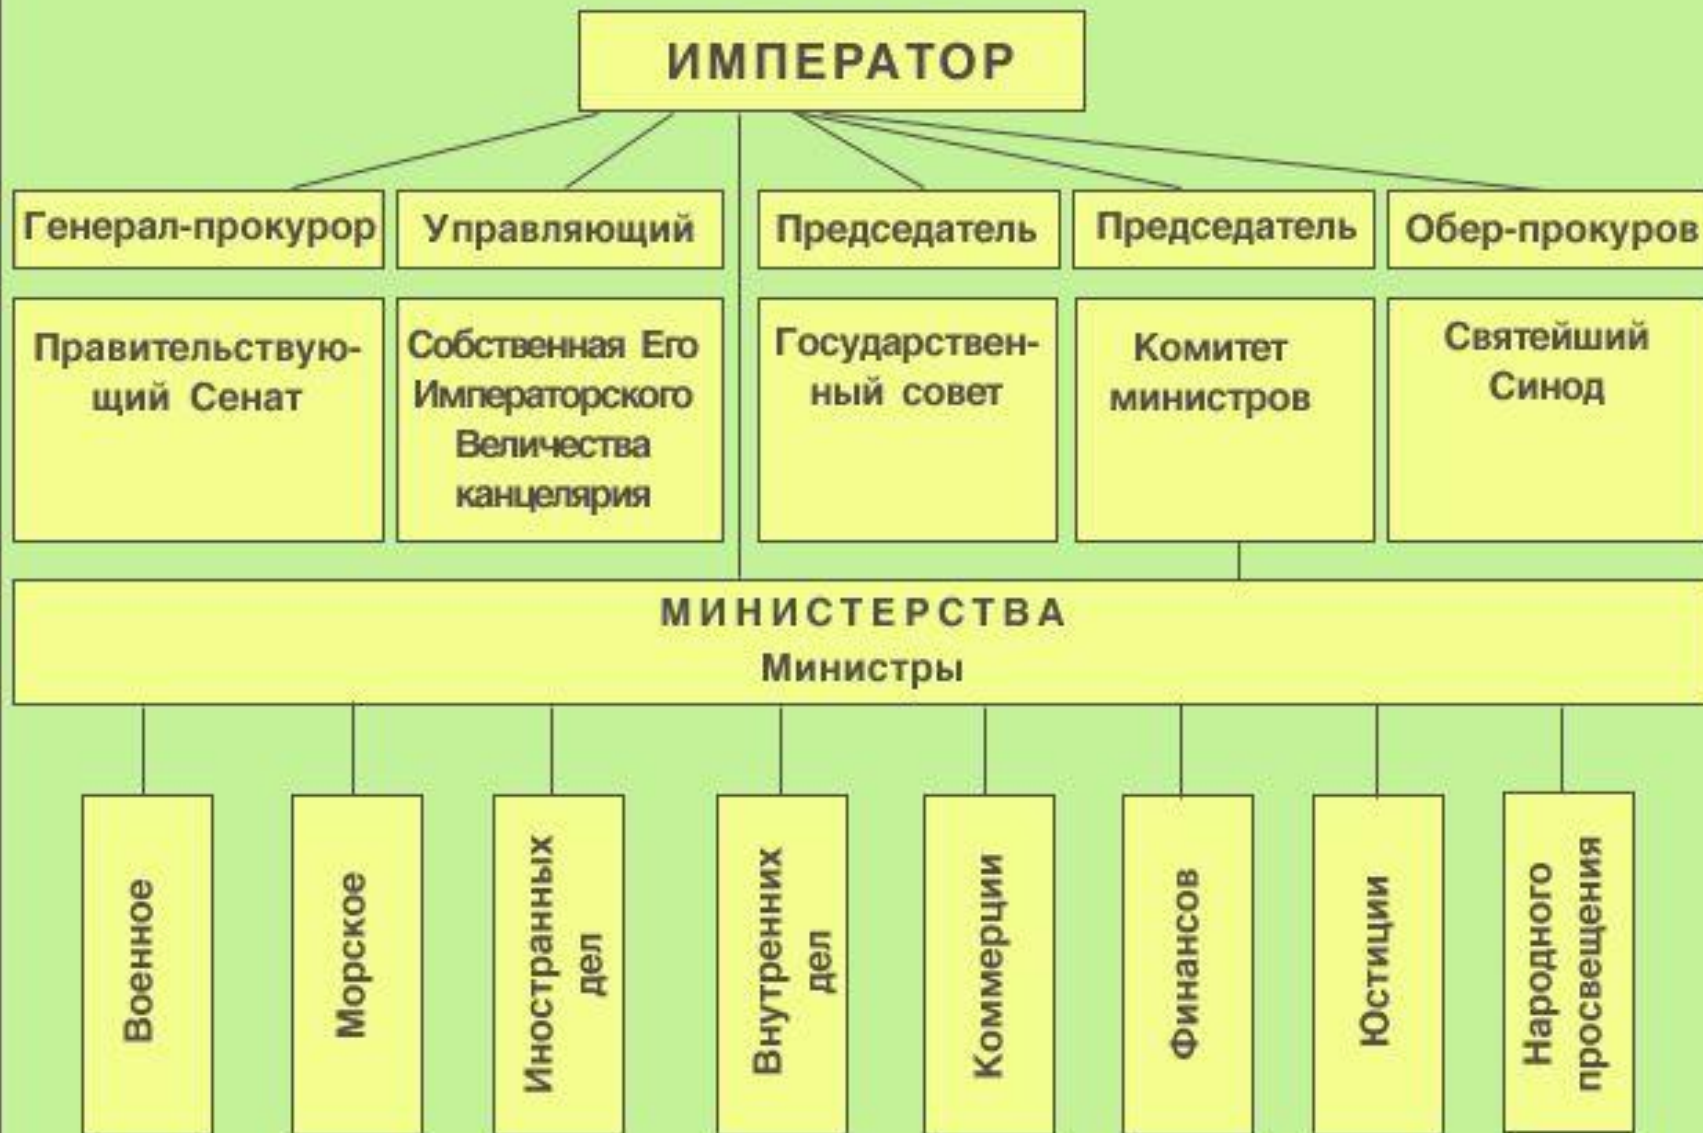 ИМПЕРАТОР
Генерал-прокурор
Управляющий
Председатель
Председатель
Обер-прокуров
Правительствую-
щий Сенат
Собственная Его
Императорского
Величества
канцелярия
Государствен-
ный совет
Комитет
министров
Святейший
Синод
МИНИСТЕРСТВА
Министры
Военное
Морское
Иностранных
дел
Внутренних
дел
Коммерции
Финансов
Юстиции
Народного
просвещения